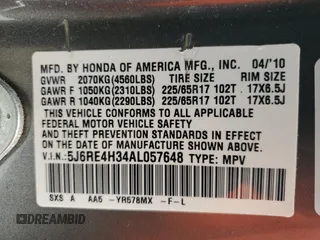 MFD. BY HONDA OF AMERICA MFG., INC. 04/'10
GVWR 2070KG(4560LBS) TIRE SIZE RIM SIZE
GAWR F 1050KG(2310LBS) 225/65R17 102T 17X6.5J
GAWR R 1040KG(2290LBS) 225/65R17 102T 17X6.5J
THIS VEHICLE CONFORMS TO ALL APPLICABLE
FEDERAL MOTOR VEHICLE SAFETY AND
THEFT PREVENTION STANDARDS IN EFFECT ON
THE DATE OF MANUFACTURE SHOWN ABOVE.
V.I.N: 5J6RE4H34AL057648 TYPE: MPV
SXS A AA5 -YR578MX -F-L
DREAMBID